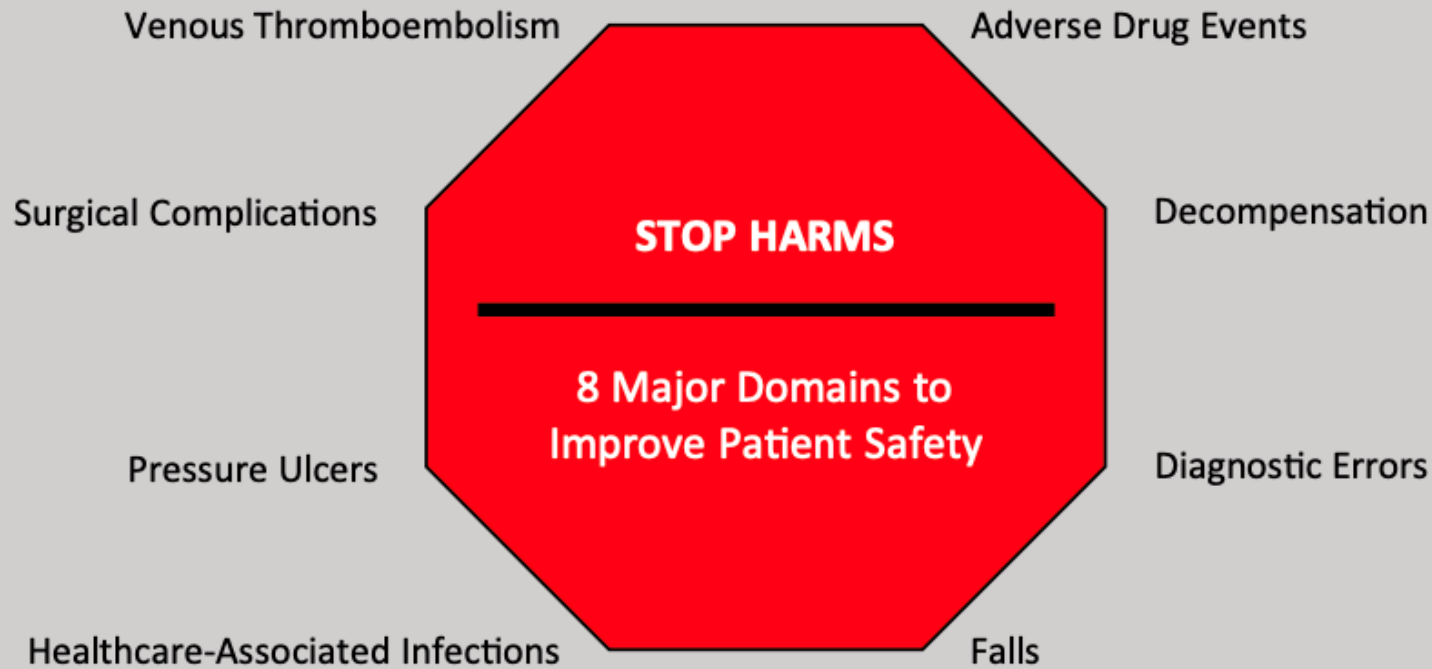 Venous Thromboembolism
Adverse Drug Events
Surgical Complications
Decompensation
STOP HARMS
8 Major Domains to
Improve Patient Safety
Pressure Ulcers
Diagnostic Errors
Healthcare-Associated Infections
Falls